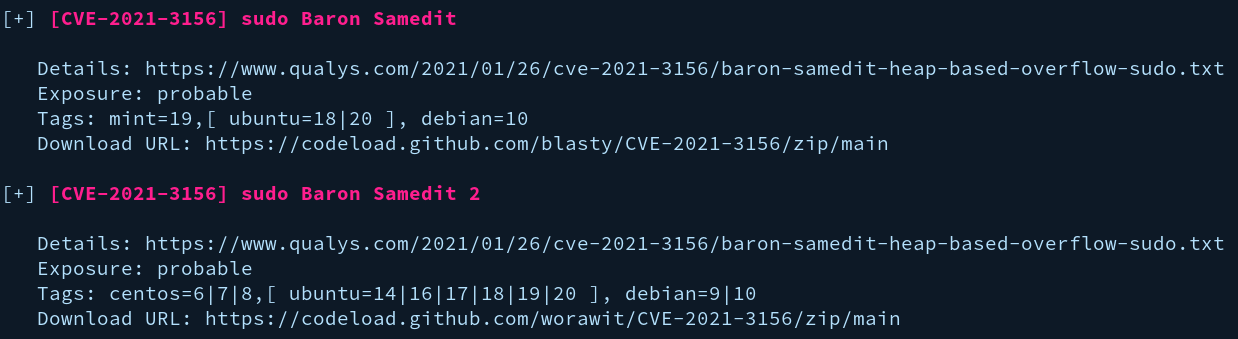 [+] [CVE-2021-3156] sudo Baron Samedit
Details: https://www.qualys.com/2021/01/26/cve-2021-3156/baron-samedit-heap-based-overflow-sudo.txt
Exposure: probable
Tags: mint=19,[ ubuntu=18|20 ], debian=10
Download URL: https://codeload.github.com/blasty/CVE-2021-3156/zip/main
[+] [CVE-2021-3156] sudo Baron Samedit 2
Details: https://www.qualys.com/2021/01/26/cve-2021-3156/baron-samedit-heap-based-overflow-sudo.txt
Exposure: probable
Tags: centos=6|7|8,[ ubuntu=14|16|17|18|19|20 ], debian=9|10
Download URL: https://codeload.github.com/worawit/CVE-2021-3156/zip/main